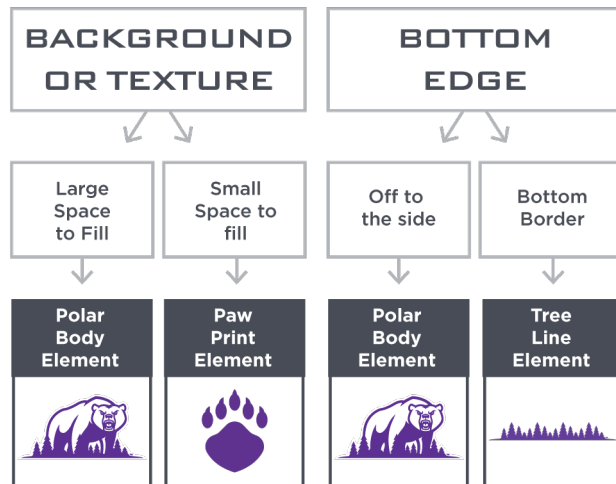 BACKGROUND
OR TEXTURE
BOTTOM
EDGE
Large
Space
to Fill
Small
Space to
fill
Off to
the side
Bottom
Border
Polar
Body
Element
Paw
Print
Element
Polar
Body
Element
Tree
Line
Element